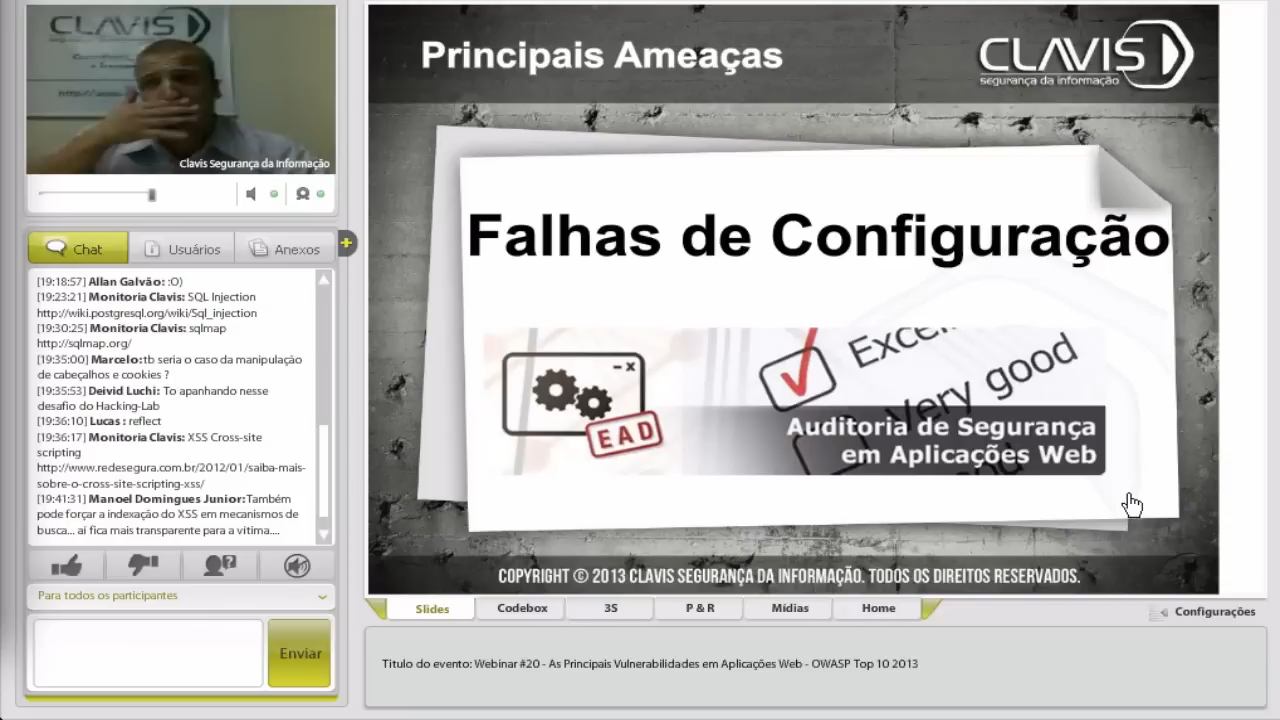 CLAVIS
Clavis Segurança da Informação
Chat
Usuários
Anexos
[19:18:57] Allan Galvão: :O)
[19:23:21] Monitoria Clavis: SQL Injection
http://wiki.postgresql.org/wiki/Sql_injection
[19:30:25] Monitoria Clavis: sqlmap
http://sqlmap.org/
[19:35:00] Marcelo: tb seria o caso da manipulação
de cabeçalhos e cookies ?
[19:35:53] Deivid Luchi: To apanhando nesse
desafio do Hacking-Lab
[19:36:10] Lucas : reflect
[19:36:17] Monitoria Clavis: XSS Cross-site
scripting
http://www.redesegura.com.br/2012/01/saiba-mais-
sobre-o-cross-site-scripting-xss/
[19:41:31] Manoel Domingues Junior: Também
pode forçar a indexação do XSS em mecanismos de
busca... aí fica mais transparente para a vítima....
Para todos os participantes
Enviar
Principais Ameaças
CLAVIS
segurança da informação
Falhas de Configuração
EAD
Very good
Auditoria de Segurança
em Aplicações Web
COPYRIGHT © 2013 CLAVIS SEGURANÇA DA INFORMAÇÃO. TODOS OS DIREITOS RESERVADOS.
Slides
Codebox
3S
P & R
Mídias
Home
Configurações
Titulo do evento: Webinar #20 - As Principais Vulnerabilidades em Aplicações Web - OWASP Top 10 2013